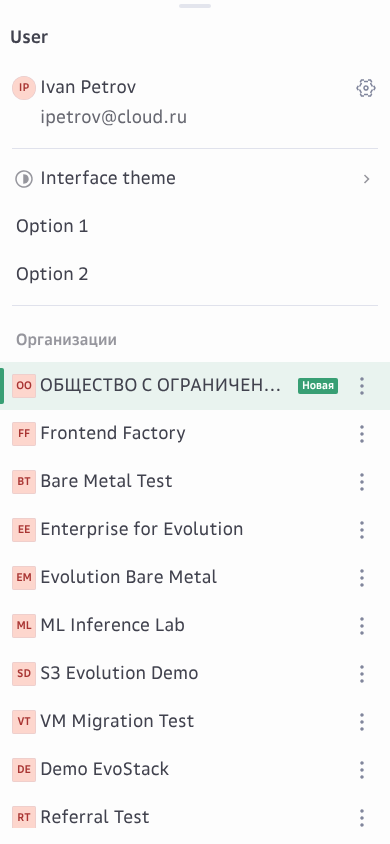 User
IP Ivan Petrov
ipetrov@cloud.ru
Interface theme
Option 1
Option 2
Организации
OO ОБЩЕСТВО С ОГРАНИЧЕН... Новая
FF Frontend Factory
BT Bare Metal Test
EE Enterprise for Evolution
EM Evolution Bare Metal
ML ML Inference Lab
SD S3 Evolution Demo
VT VM Migration Test
DE Demo EvoStack
RT Referral Test